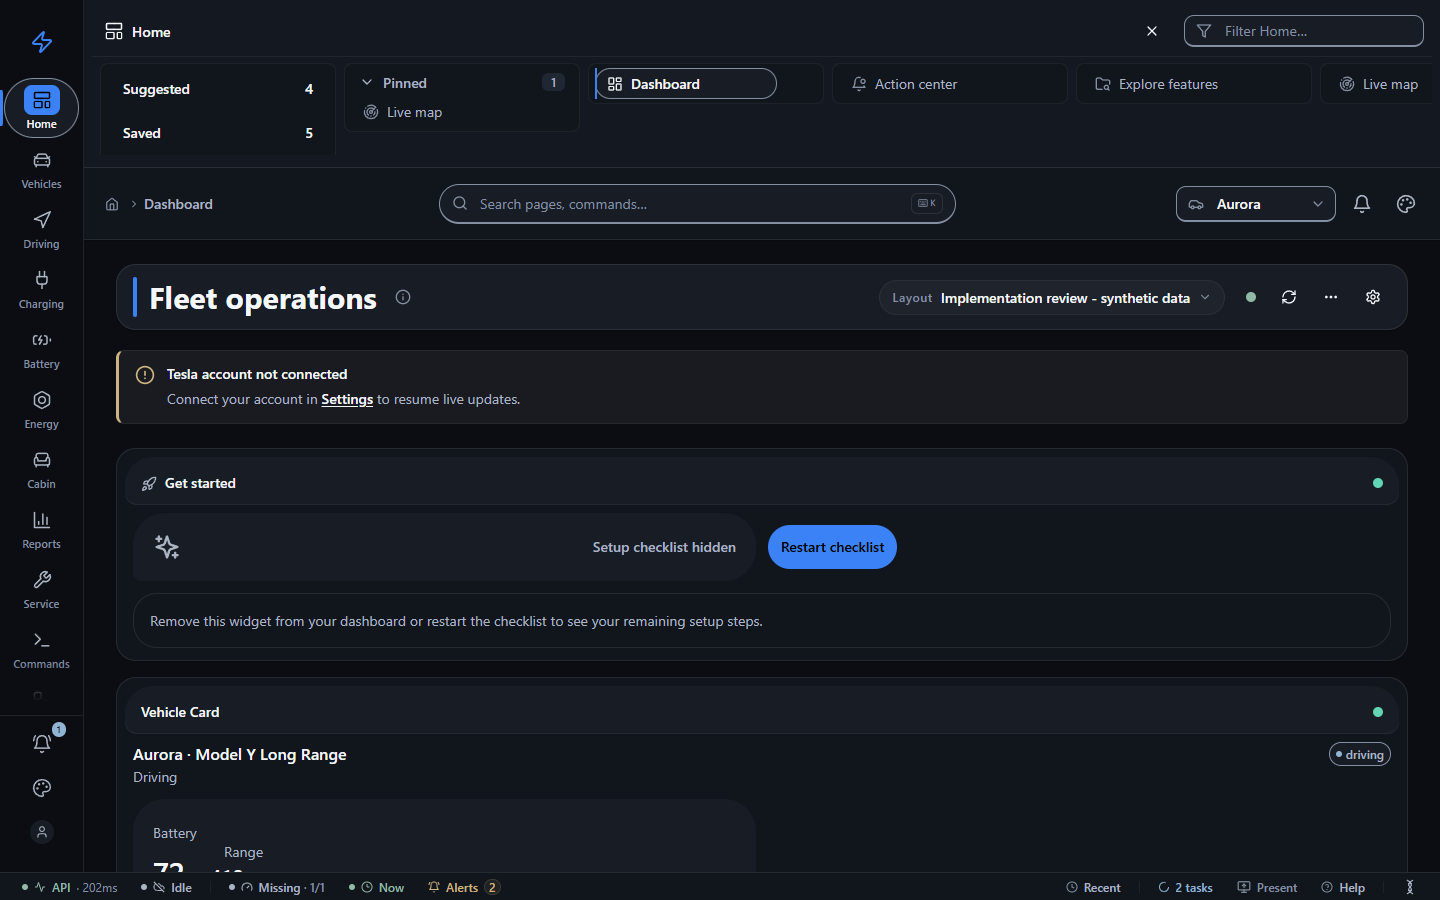 Home
Filter Home...
Suggested 4
Saved 5
Pinned 1
Live map
Dashboard
Action center
Explore features
Live map
Home
Vehicles
Driving
Charging
Battery
Energy
Cabin
Reports
Service
Commands
1
Dashboard
Search pages, commands...
K
Aurora
Fleet operations
Layout Implementation review - synthetic data
Tesla account not connected
Connect your account in Settings to resume live updates.
Get started
Setup checklist hidden
Restart checklist
Remove this widget from your dashboard or restart the checklist to see your remaining setup steps.
Vehicle Card
Aurora · Model Y Long Range
driving
Driving
Battery
Range
API · 202ms
Idle
Missing · 1/1
Now
Alerts 2
Recent
2 tasks
Present
Help